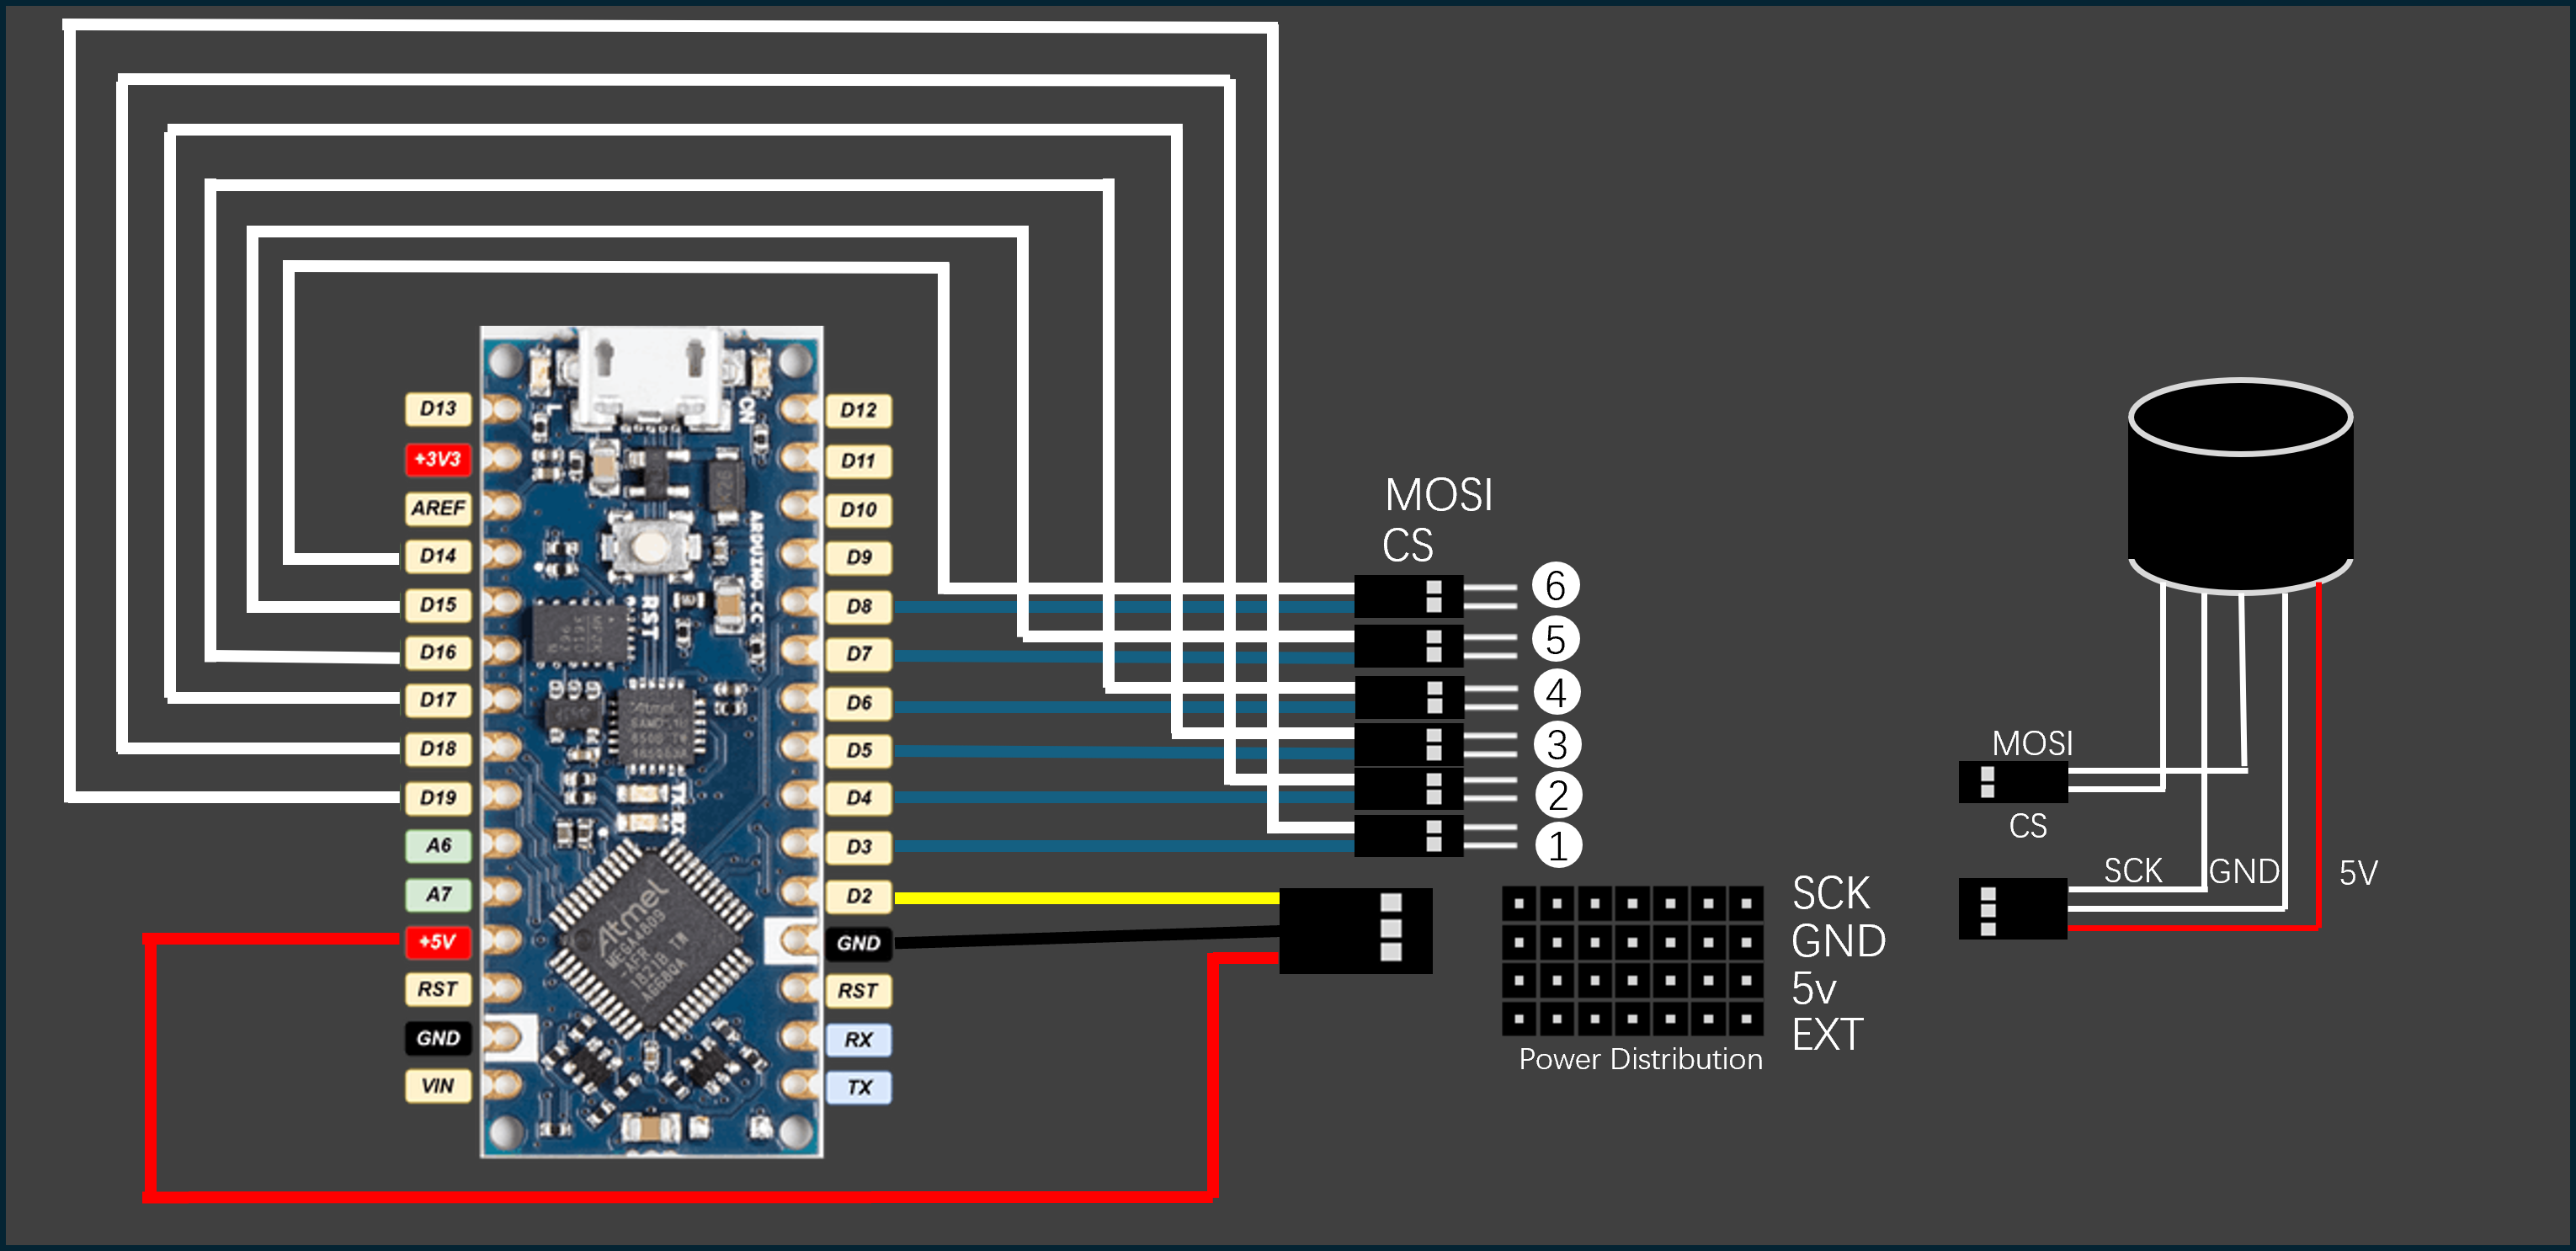 D13
+3V3
AREF
D14
D15
D16
D17
D18
D19
A6
A7
+5V
RST
GND
VIN
L
ARDUINO.CC
RST
TX
RX
Atmel
MEGA4809
D12
D11
D10
D9
D8
D7
D6
D5
D4
D3
D2
GND
RST
RX
TX
MOSI
CS
6
5
4
3
2
1
SCK
GND
5v
EXT
Power Distribution
MOSI
CS
SCK
GND
5V